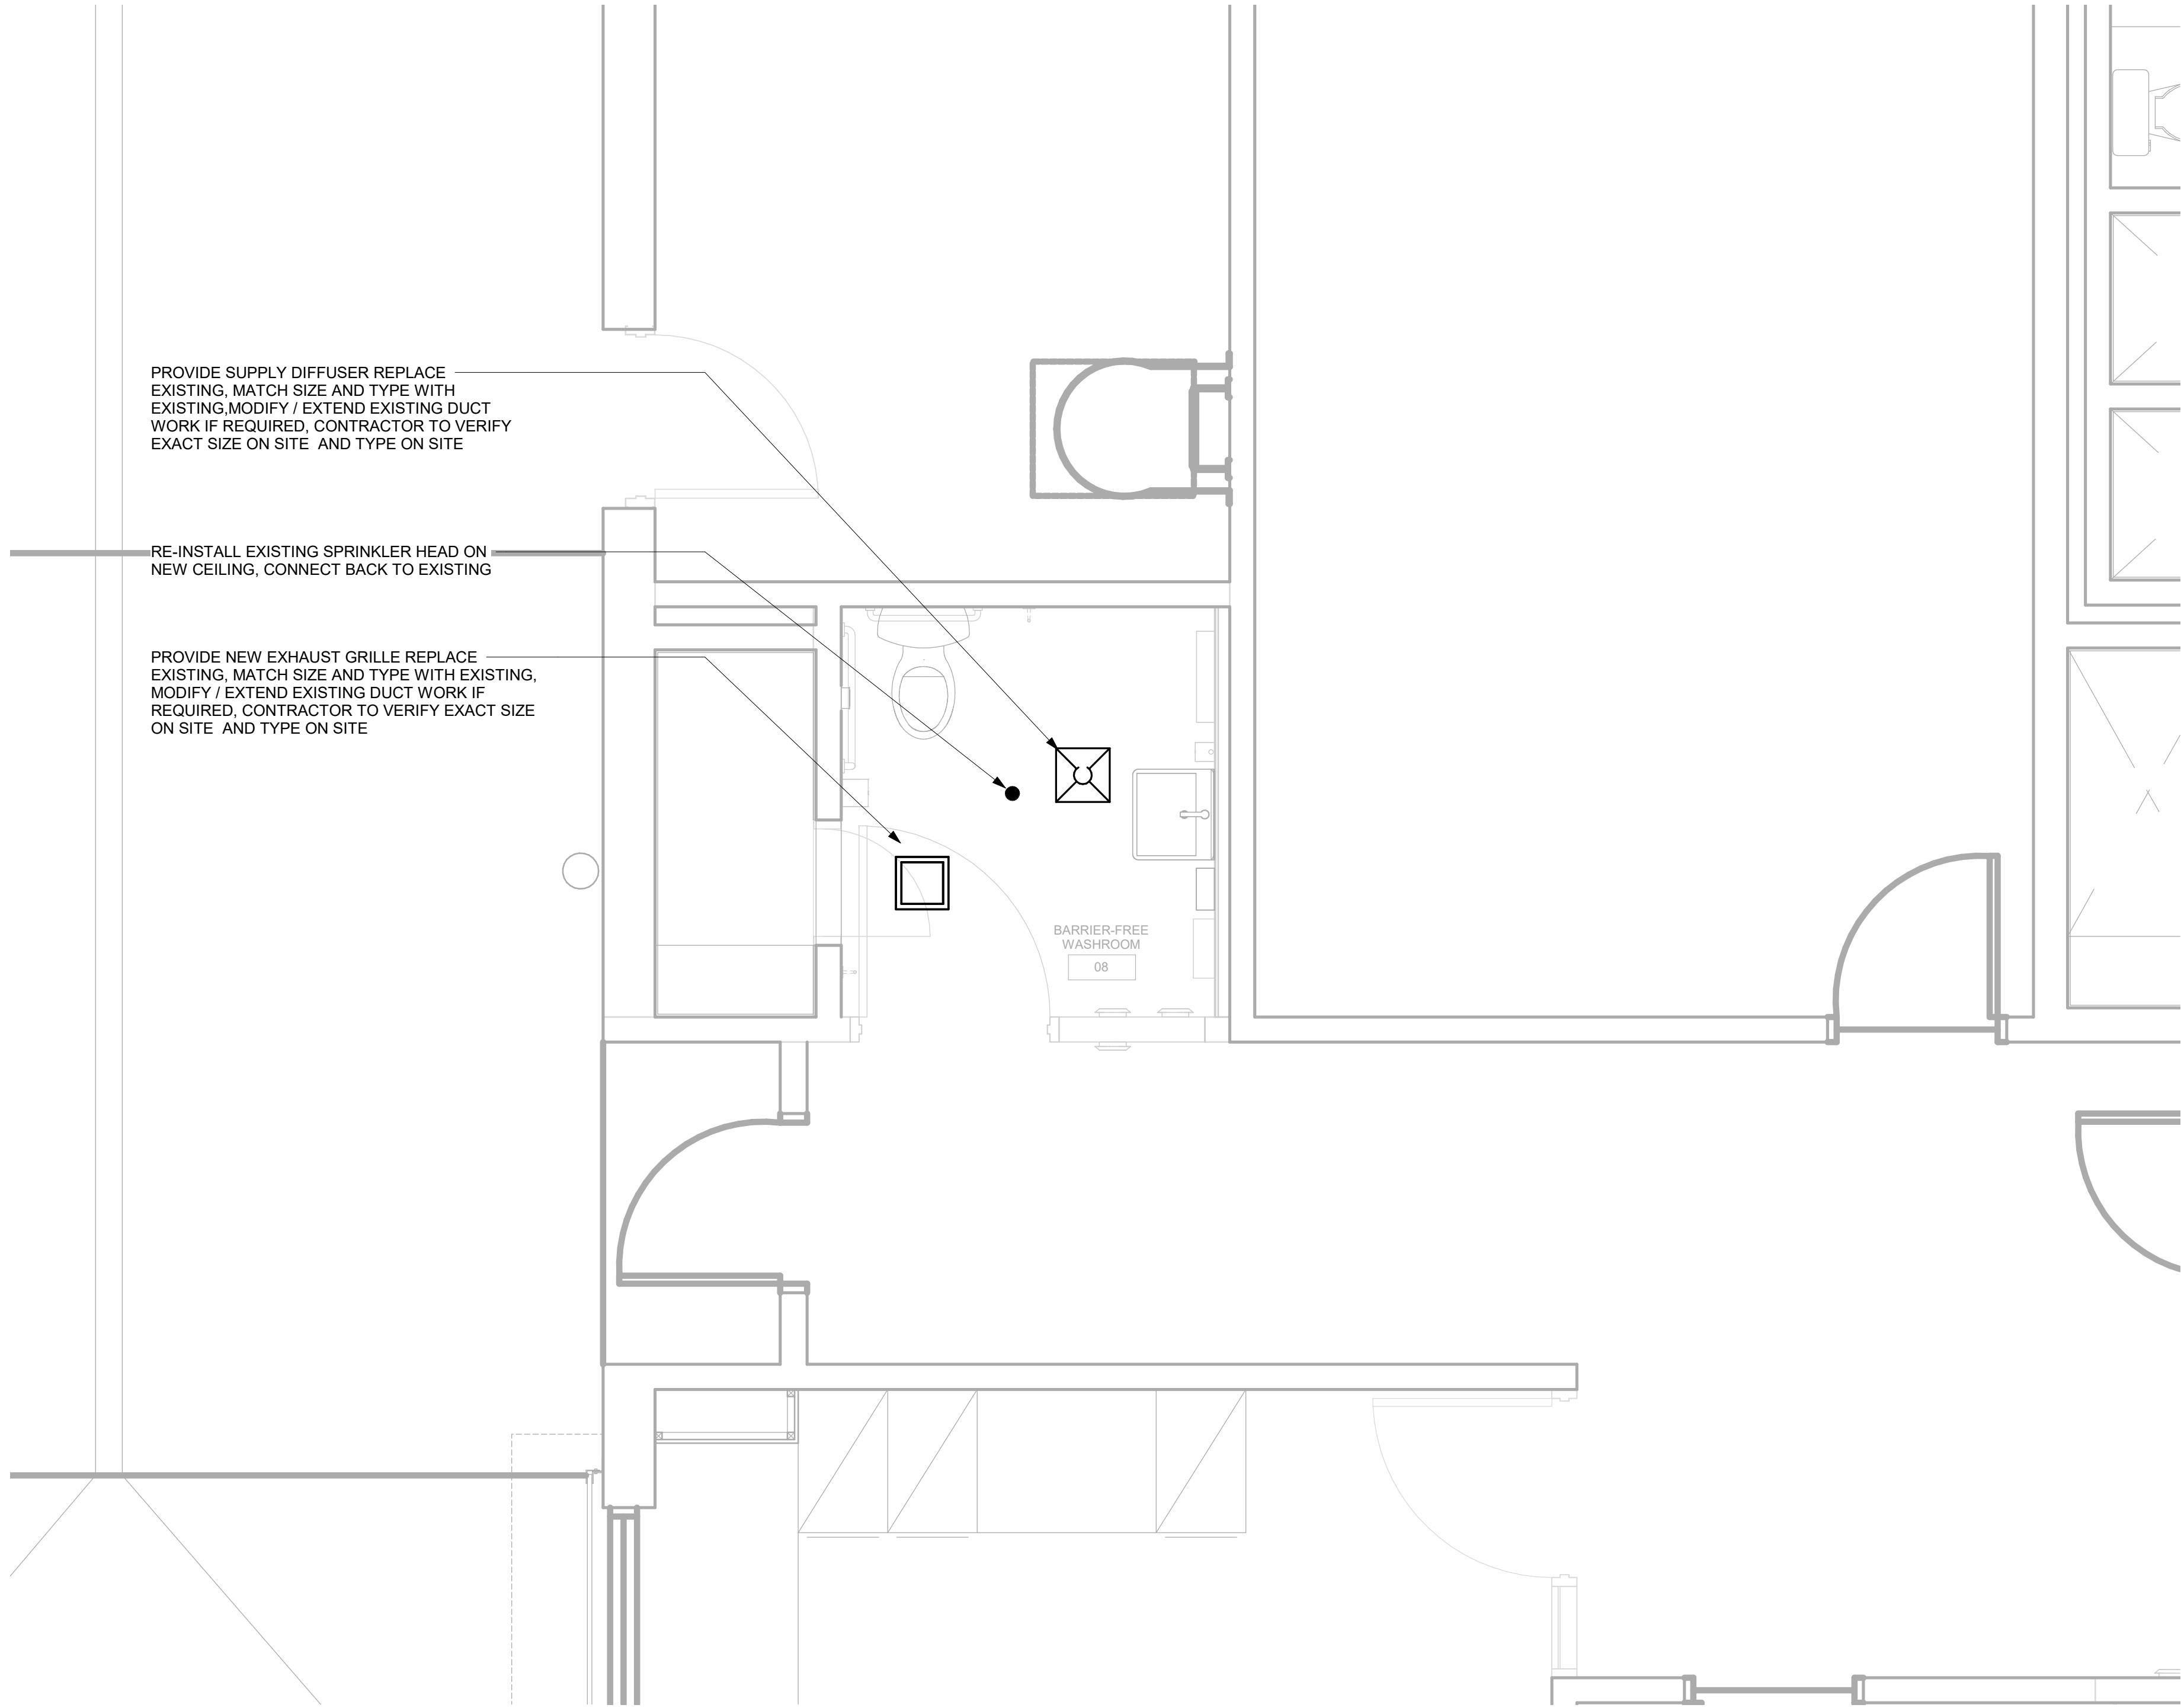 PROVIDE SUPPLY DIFFUSER REPLACE
EXISTING, MATCH SIZE AND TYPE WITH
EXISTING,MODIFY / EXTEND EXISTING DUCT
WORK IF REQUIRED, CONTRACTOR TO VERIFY
EXACT SIZE ON SITE  AND TYPE ON SITE
RE-INSTALL EXISTING SPRINKLER HEAD ON
NEW CEILING, CONNECT BACK TO EXISTING
PROVIDE NEW EXHAUST GRILLE REPLACE
EXISTING, MATCH SIZE AND TYPE WITH EXISTING,
MODIFY / EXTEND EXISTING DUCT WORK IF
REQUIRED, CONTRACTOR TO VERIFY EXACT SIZE
ON SITE  AND TYPE ON SITE
BARRIER-FREE
WASHROOM
08